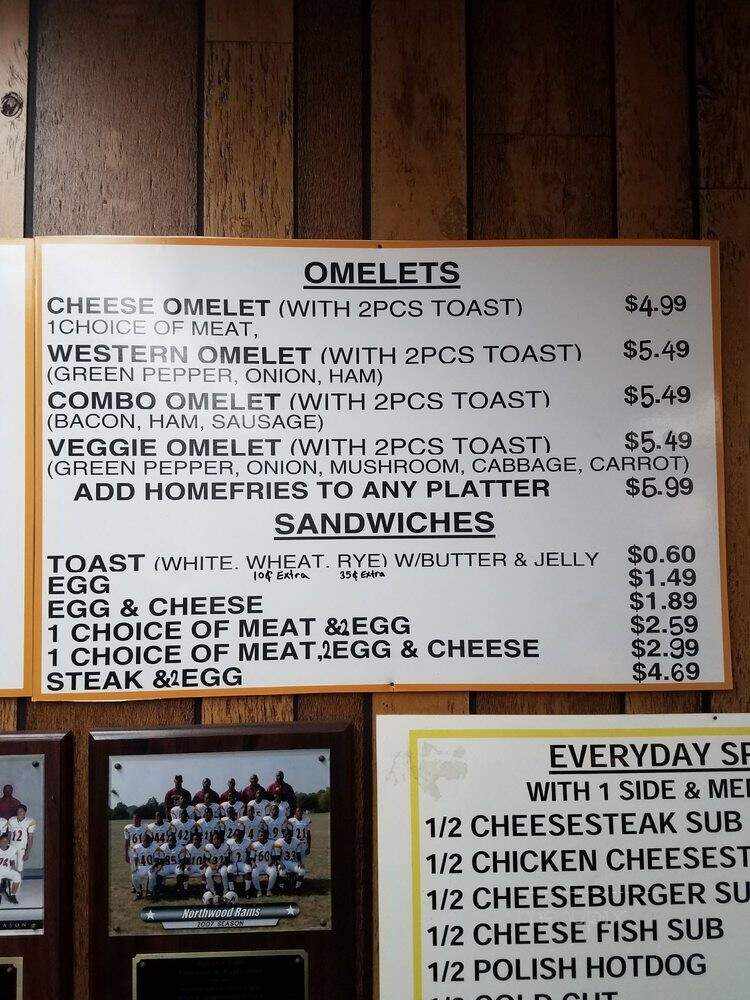 OMELETS
CHEESE OMELET (WITH 2PCS TOAST) $4.99
1CHOICE OF MEAT,
WESTERN OMELET (WITH 2PCS TOAST) $5.49
(GREEN PEPPER, ONION, HAM)
COMBO OMELET (WITH 2PCS TOAST) $5.49
(BACON, HAM, SAUSAGE)
VEGGIE OMELET (WITH 2PCS TOAST) $5.49
(GREEN PEPPER, ONION, MUSHROOM, CABBAGE, CARROT)
ADD HOMEFRIES TO ANY PLATTER $5.99
SANDWICHES
TOAST (WHITE. WHEAT. RYE) W/BUTTER & JELLY $0.60
10¢ Extra 35¢ Extra
EGG $1.49
EGG & CHEESE $1.89
1 CHOICE OF MEAT &2EGG $2.59
1 CHOICE OF MEAT,2EGG & CHEESE $2.99
STEAK &2EGG $4.69
EVERYDAY SP
WITH 1 SIDE & ME
1/2 CHEESESTEAK SUB
1/2 CHICKEN CHEESEST
1/2 CHEESEBURGER SU
1/2 CHEESE FISH SUB
1/2 POLISH HOTDOG
1/2 COLD CUT
Northwood Rams
2007 SEASON